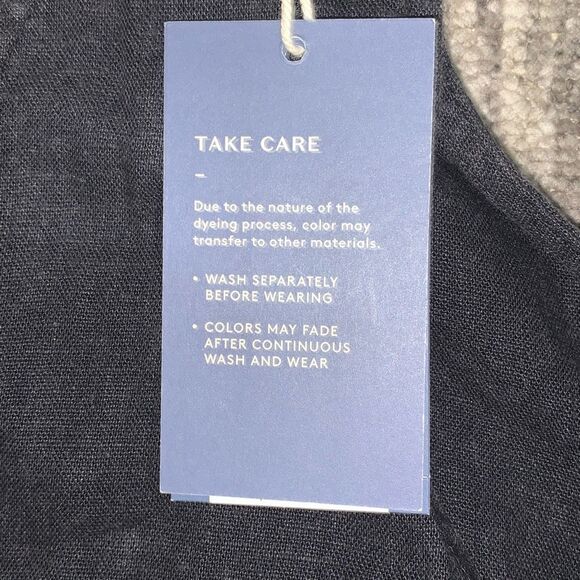 TAKE CARE
–
Due to the nature of the
dyeing process, color may
transfer to other materials.
• WASH SEPARATELY
BEFORE WEARING
• COLORS MAY FADE
AFTER CONTINUOUS
WASH AND WEAR